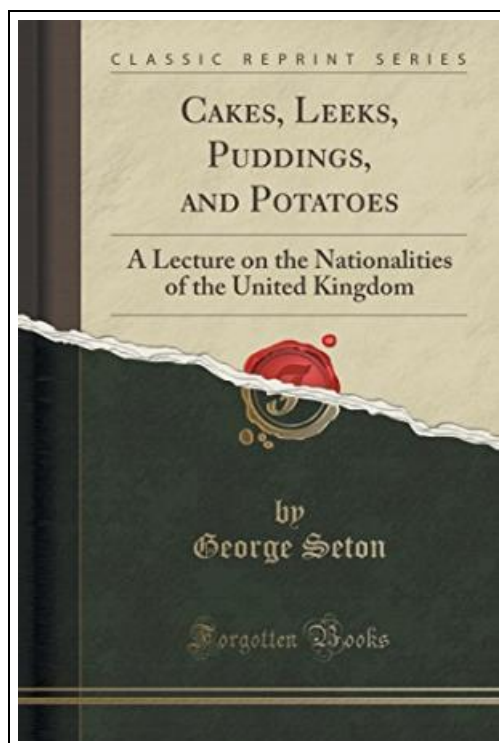 CLASSIC REPRINT SERIES
CAKES, LEEKS,
PUDDINGS,
AND POTATOES
A Lecture on the Nationalities
of the United Kingdom
by
George Seton
Forgotten Books